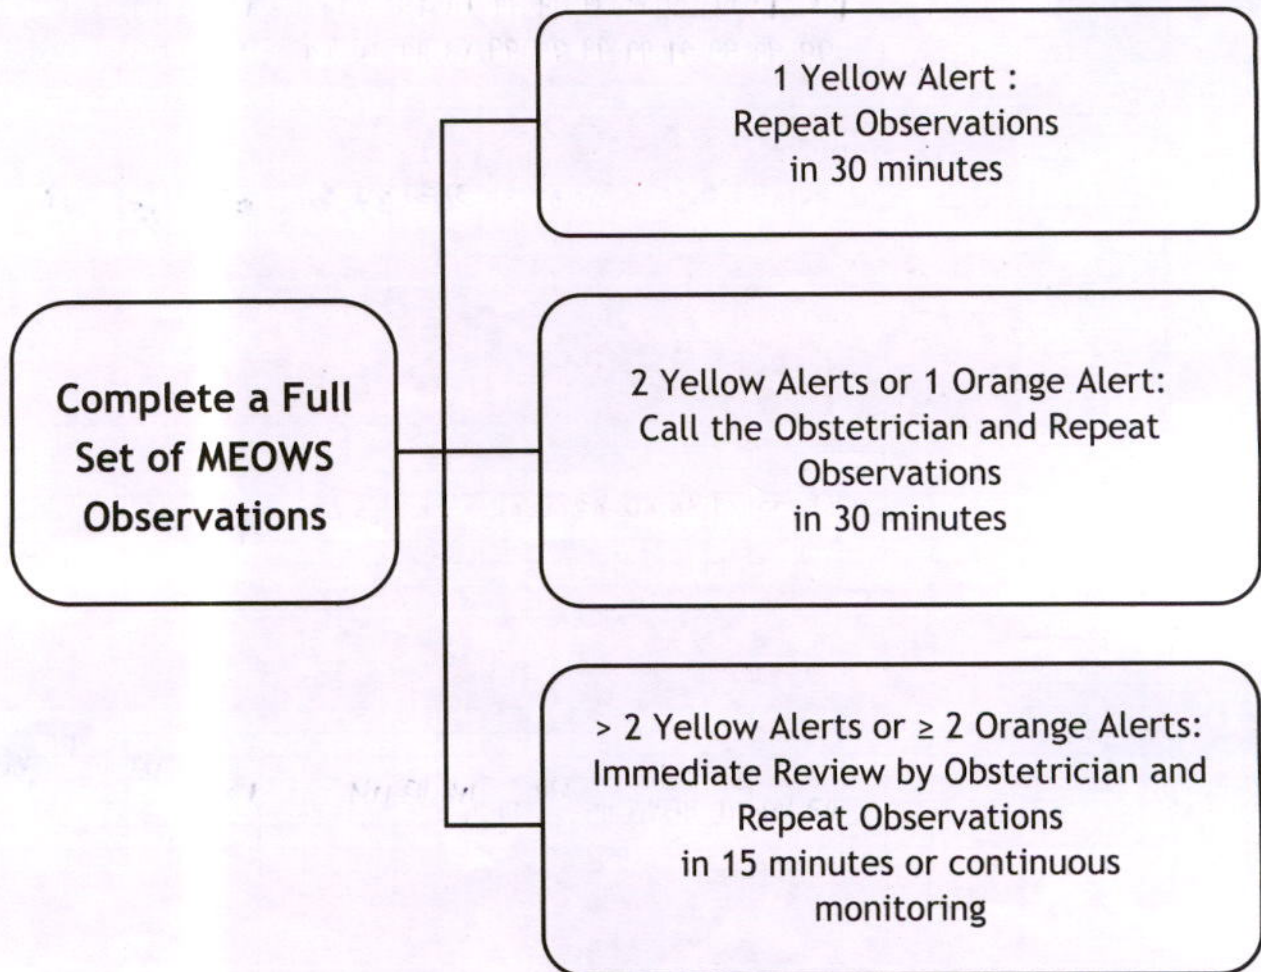 1 Yellow Alert :
Repeat Observations
in 30 minutes
Complete a Full
Set of MEOWS
Observations
2 Yellow Alerts or 1 Orange Alert:
Call the Obstetrician and Repeat
Observations
in 30 minutes
> 2 Yellow Alerts or ≥ 2 Orange Alerts:
Immediate Review by Obstetrician and
Repeat Observations
in 15 minutes or continuous
monitoring